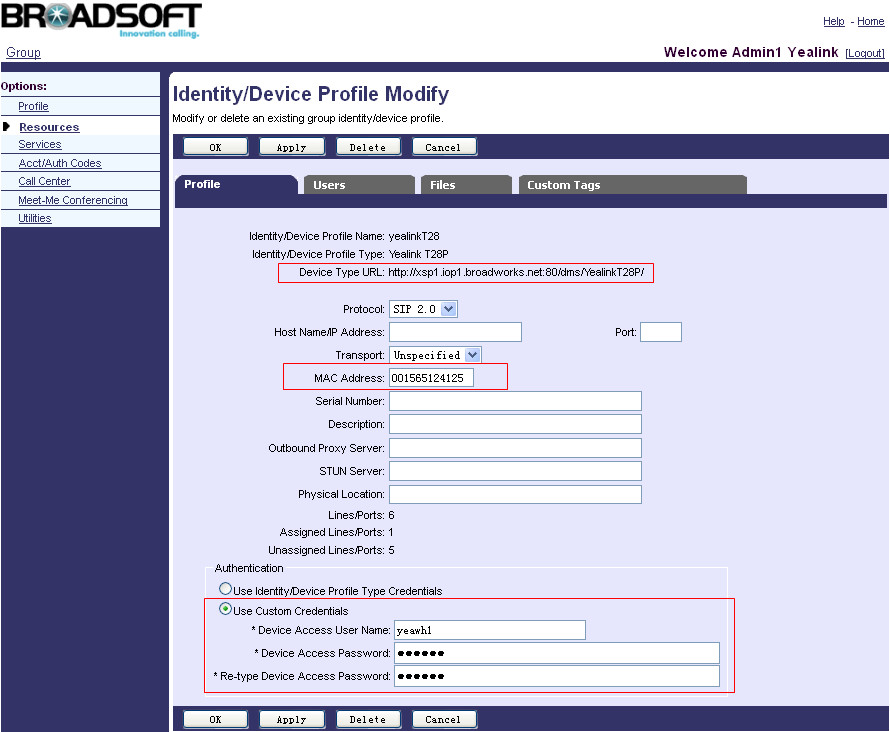 BROADSOFT
Innovation calling.
Help - Home
Group
Welcome Admin1 Yealink [Logout]
Options:
Profile
Resources
Services
Acct/Auth Codes
Call Center
Meet-Me Conferencing
Utilities
Identity/Device Profile Modify
Modify or delete an existing group identity/device profile.
OK Apply Delete Cancel
Profile Users Files Custom Tags
Identity/Device Profile Name: yealinkT28
Identity/Device Profile Type: Yealink T28P
Device Type URL: http://xsp1.iop1.broadworks.net:80/dms/YealinkT28P/
Protocol: SIP 2.0
Host Name/IP Address: Port:
Transport: Unspecified
MAC Address: 001565124125
Serial Number:
Description:
Outbound Proxy Server:
STUN Server:
Physical Location:
Lines/Ports: 6
Assigned Lines/Ports: 1
Unassigned Lines/Ports: 5
Authentication
Use Identity/Device Profile Type Credentials
Use Custom Credentials
* Device Access User Name: yeawh1
* Device Access Password: ●●●●●●
* Re-type Device Access Password: ●●●●●●
OK Apply Delete Cancel